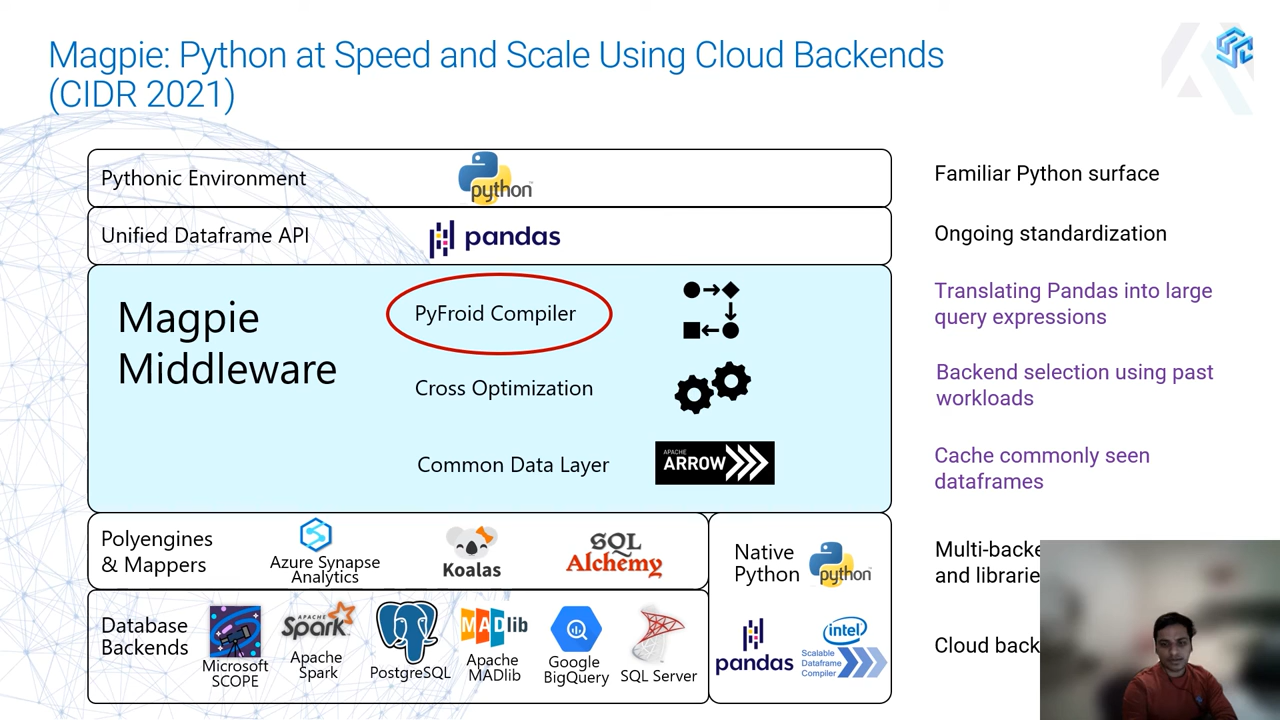 Magpie: Python at Speed and Scale Using Cloud Backends
(CIDR 2021)
Pythonic Environment
python
Familiar Python surface
Unified Dataframe API
pandas
Ongoing standardization
Magpie
Middleware
PyFroid Compiler
Translating Pandas into large
query expressions
Cross Optimization
Backend selection using past
workloads
Common Data Layer
APACHE
ARROW
Cache commonly seen
dataframes
Polyengines
& Mappers
Azure Synapse
Analytics
Koalas
SQL
Alchemy
Native
Python
python
Multi-backe
and librarie
Database
Backends
Microsoft
SCOPE
APACHE
Spark
Apache
Spark
PostgreSQL
MADlib
Apache
MADlib
Google
BigQuery
SQL Server
pandas
intel
Scalable
Dataframe
Compiler
Cloud back